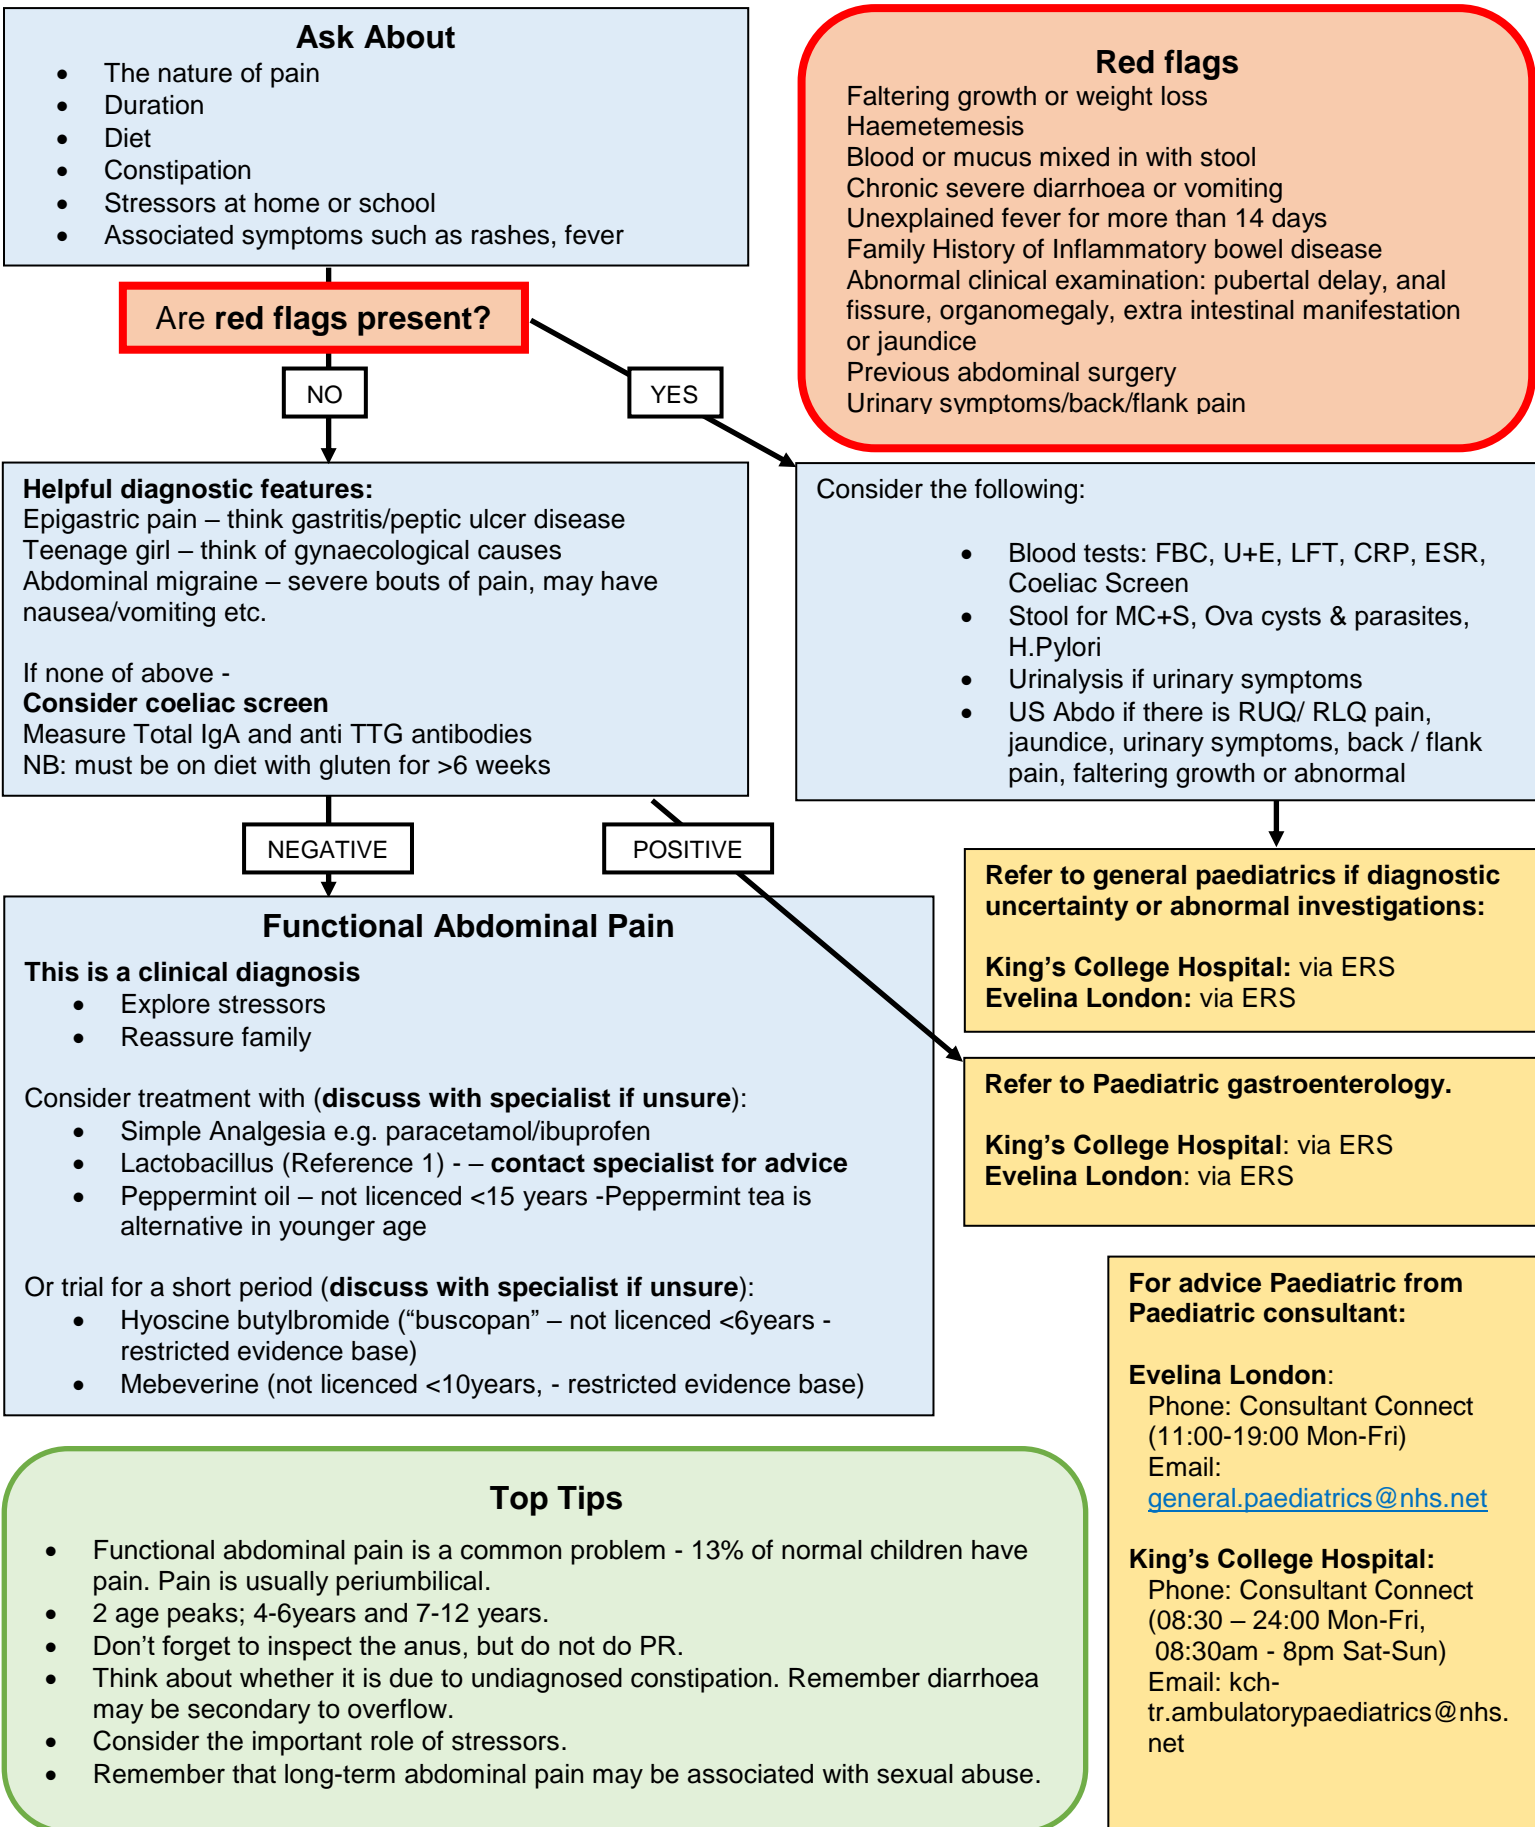 Ask About
• The nature of pain
• Duration
• Diet
• Constipation
• Stressors at home or school
• Associated symptoms such as rashes, fever
Red flags
Faltering growth or weight loss
Haemetemesis
Blood or mucus mixed in with stool
Chronic severe diarrhoea or vomiting
Unexplained fever for more than 14 days
Family History of Inflammatory bowel disease
Abnormal clinical examination: pubertal delay, anal
fissure, organomegaly, extra intestinal manifestation
or jaundice
Previous abdominal surgery
Urinary symptoms/back/flank pain
Are red flags present?
NO
YES
Helpful diagnostic features:
Epigastric pain – think gastritis/peptic ulcer disease
Teenage girl – think of gynaecological causes
Abdominal migraine – severe bouts of pain, may have
nausea/vomiting etc.
If none of above -
Consider coeliac screen
Measure Total IgA and anti TTG antibodies
NB: must be on diet with gluten for >6 weeks
Consider the following:
• Blood tests: FBC, U+E, LFT, CRP, ESR,
Coeliac Screen
• Stool for MC+S, Ova cysts & parasites,
H.Pylori
• Urinalysis if urinary symptoms
• US Abdo if there is RUQ/ RLQ pain,
jaundice, urinary symptoms, back / flank
pain, faltering growth or abnormal
NEGATIVE
POSITIVE
Functional Abdominal Pain
This is a clinical diagnosis
• Explore stressors
• Reassure family
Consider treatment with (discuss with specialist if unsure):
• Simple Analgesia e.g. paracetamol/ibuprofen
• Lactobacillus (Reference 1) - – contact specialist for advice
• Peppermint oil – not licenced <15 years -Peppermint tea is
alternative in younger age
Or trial for a short period (discuss with specialist if unsure):
• Hyoscine butylbromide (“buscopan” – not licenced <6years -
restricted evidence base)
• Mebeverine (not licenced <10years, - restricted evidence base)
Refer to general paediatrics if diagnostic
uncertainty or abnormal investigations:
King’s College Hospital: via ERS
Evelina London: via ERS
Refer to Paediatric gastroenterology.
King’s College Hospital: via ERS
Evelina London: via ERS
For advice Paediatric from
Paediatric consultant:
Evelina London:
Phone: Consultant Connect
(11:00-19:00 Mon-Fri)
Email:
general.paediatrics@nhs.net
King’s College Hospital:
Phone: Consultant Connect
(08:30 – 24:00 Mon-Fri,
08:30am - 8pm Sat-Sun)
Email: kch-
tr.ambulatorypaediatrics@nhs.
net
Top Tips
• Functional abdominal pain is a common problem - 13% of normal children have
pain. Pain is usually periumbilical.
• 2 age peaks; 4-6years and 7-12 years.
• Don’t forget to inspect the anus, but do not do PR.
• Think about whether it is due to undiagnosed constipation. Remember diarrhoea
may be secondary to overflow.
• Consider the important role of stressors.
• Remember that long-term abdominal pain may be associated with sexual abuse.